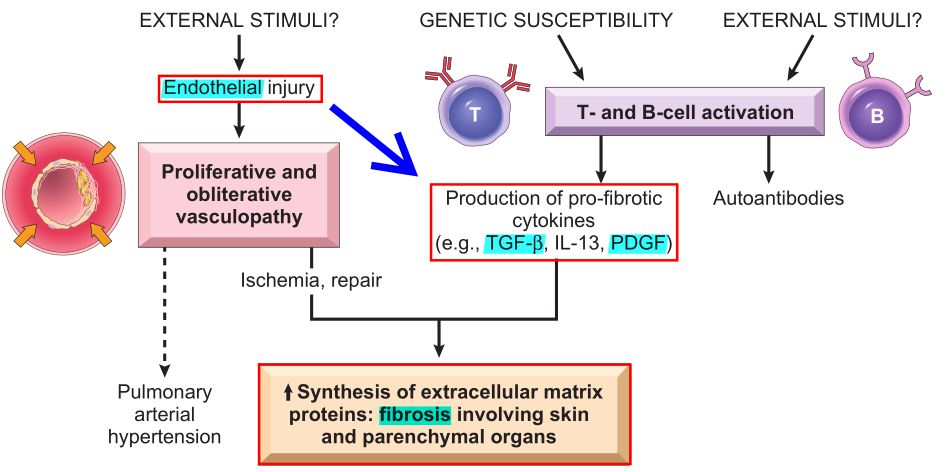 EXTERNAL STIMULI?
GENETIC SUSCEPTIBILITY
EXTERNAL STIMULI?
Endothelial injury
T
T- and B-cell activation
B
Proliferative and
obliterative
vasculopathy
Production of pro-fibrotic
cytokines
(e.g., TGF-β, IL-13, PDGF)
Autoantibodies
Ischemia, repair
Pulmonary
arterial
hypertension
↑ Synthesis of extracellular matrix
proteins: fibrosis involving skin
and parenchymal organs